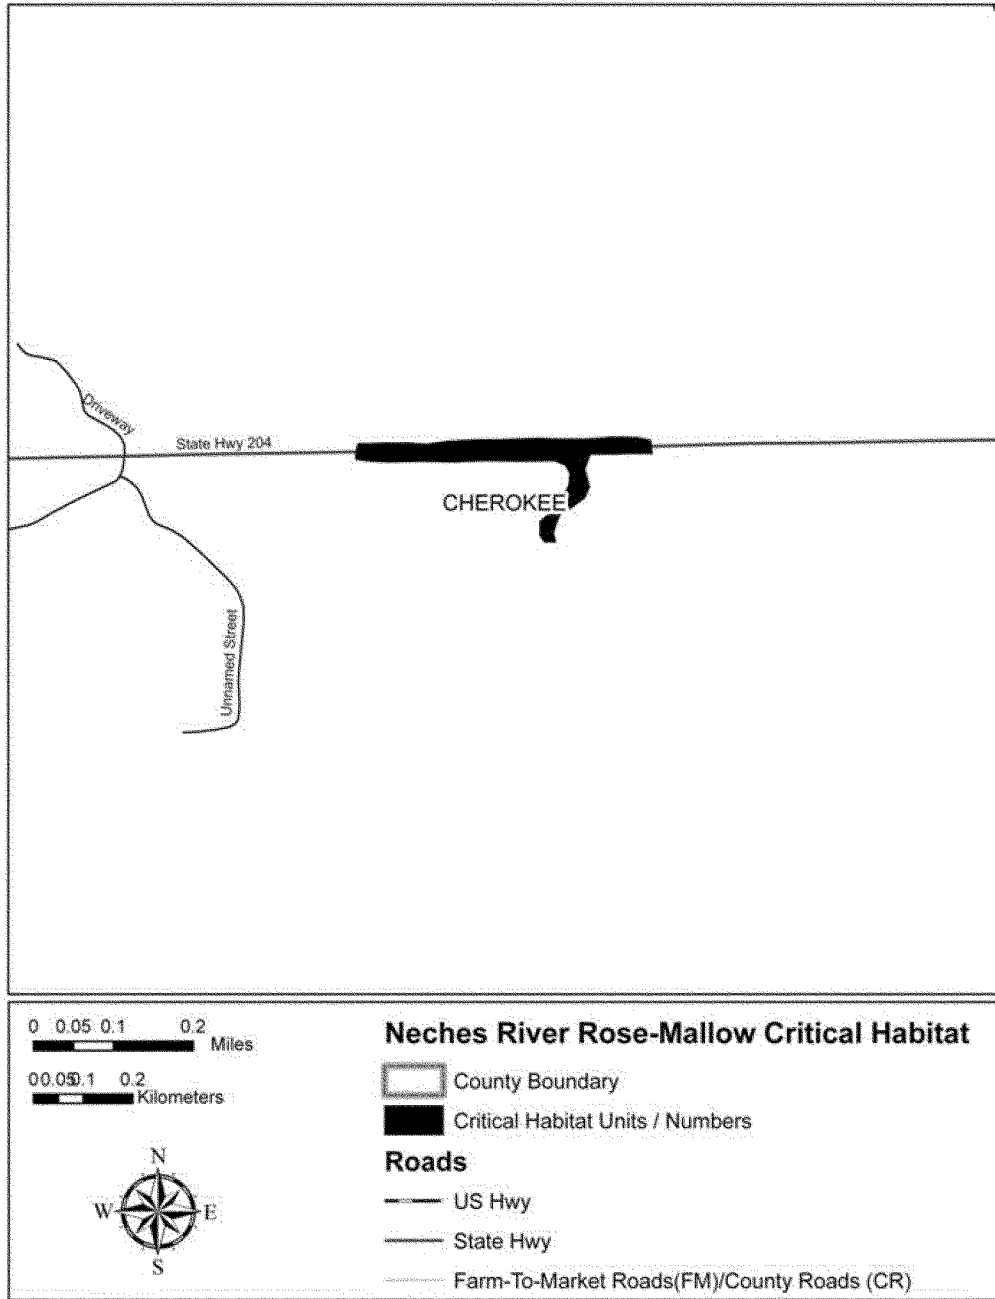 Driveway
State Hwy 204
CHEROKEE
Unnamed Street
0 0.05 0.1 0.2
Miles
0 0.05 0.1 0.2
Kilometers
N
W E
S
Neches River Rose-Mallow Critical Habitat
County Boundary
Critical Habitat Units / Numbers
Roads
US Hwy
State Hwy
Farm-To-Market Roads(FM)/County Roads (CR)